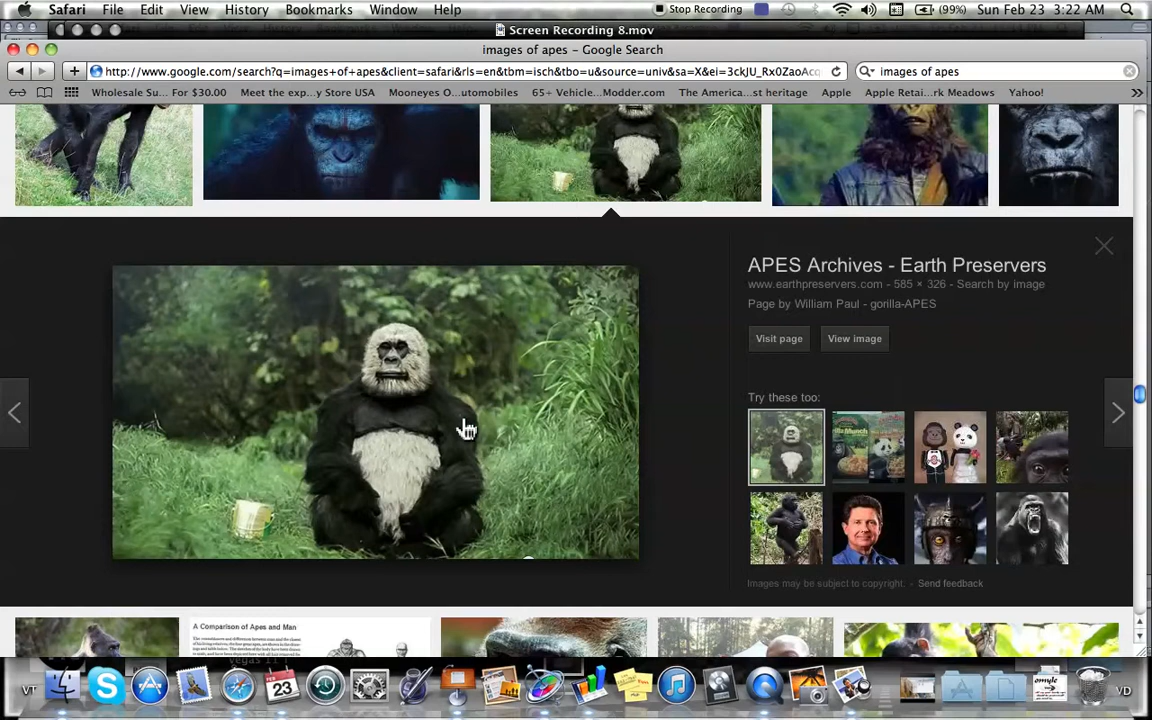 Safari File Edit View History Bookmarks Window Help Stop Recording (99%) Sun Feb 23 3:22 AM
Screen Recording 8.mov
images of apes - Google Search
http://www.google.com/search?q=images+of+apes&client=safari&rls=en&tbm=isch&tbo=u&source=univ&sa=X&ei=3ckJU_Rx0ZaoAcq images of apes
Wholesale Su... For $30.00 Meet the exp...y Store USA Mooneyes O...utomobiles 65+ Vehicle...Modder.com The America...st heritage Apple Apple Retai...rk Meadows Yahoo!
APES Archives - Earth Preservers
www.earthpreservers.com - 585 × 326 - Search by image
Page by William Paul - gorilla-APES
Visit page View image
Try these too:
Images may be subject to copyright. - Send feedback
A Comparison of Apes and Man
VT FEB 23 VD